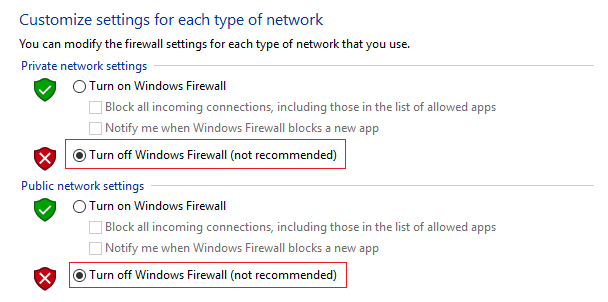 Customize settings for each type of network
You can modify the firewall settings for each type of network that you use.
Private network settings
Turn on Windows Firewall
Block all incoming connections, including those in the list of allowed apps
Notify me when Windows Firewall blocks a new app
Turn off Windows Firewall (not recommended)
Public network settings
Turn on Windows Firewall
Block all incoming connections, including those in the list of allowed apps
Notify me when Windows Firewall blocks a new app
Turn off Windows Firewall (not recommended)